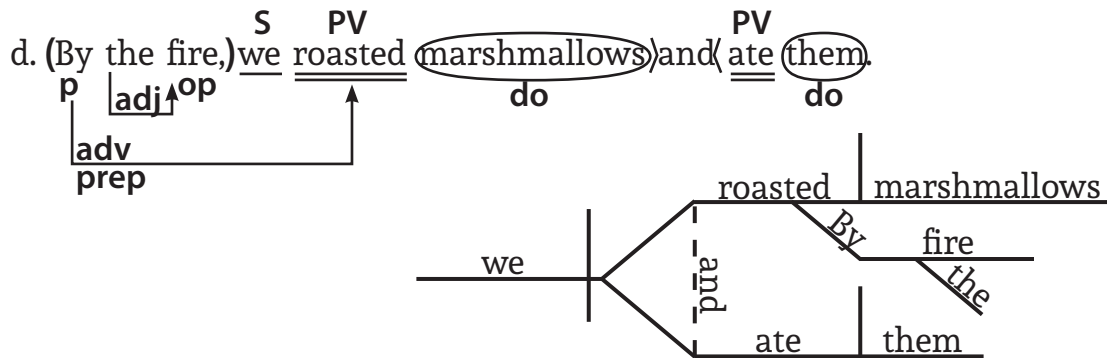 S PV PV
d. (By the fire,) we roasted marshmallows⟩and⟨ ate them.
p adj op do do
adv
prep
roasted marshmallows
By fire
we and the
ate them